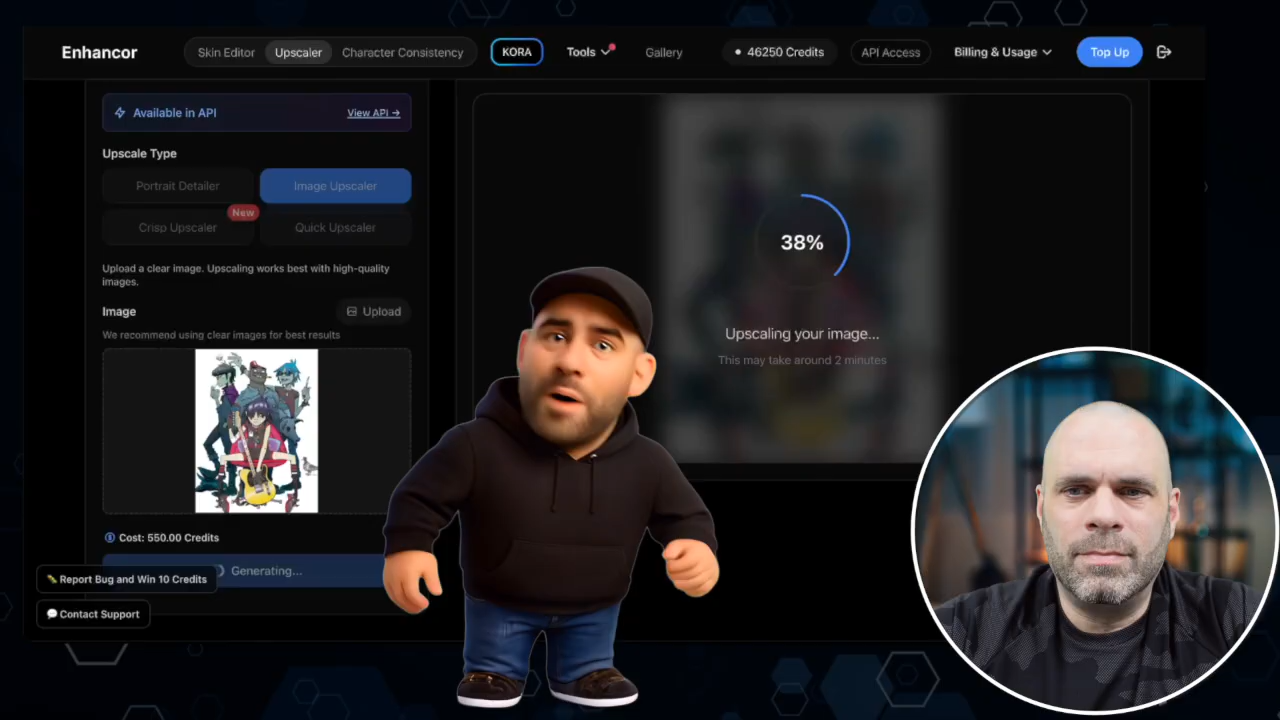 Enhancor
Skin Editor Upscaler Character Consistency KORA Tools Gallery 46250 Credits API Access Billing & Usage Top Up
Available in API View API →
Upscale Type
Portrait Detailer Image Upscaler
New
Crisp Upscaler Quick Upscaler
Upload a clear image. Upscaling works best with high-quality
images.
Image Upload
We recommend using clear images for best results
Cost: 550.00 Credits
Generating...
Report Bug and Win 10 Credits
Contact Support
38%
Upscaling your image...
This may take around 2 minutes